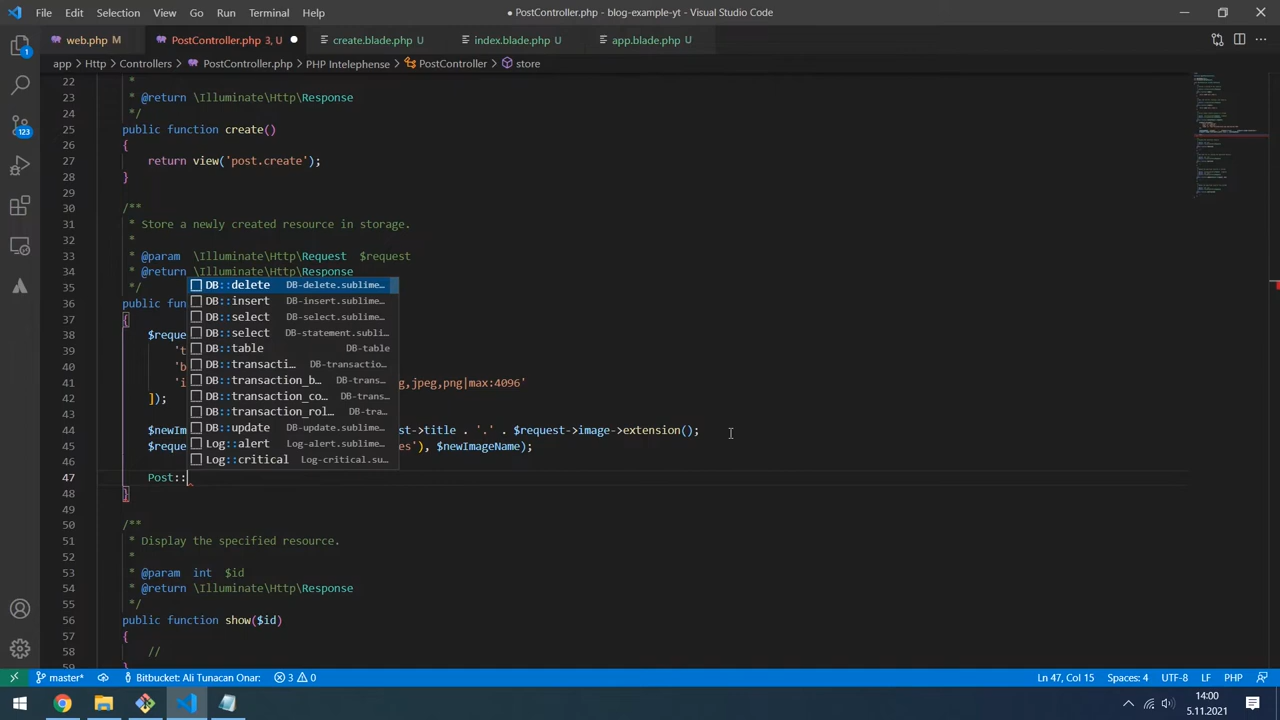 File Edit Selection View Go Run Terminal Help
● PostController.php - blog-example-yt - Visual Studio Code
web.php M
PostController.php 3, U
create.blade.php U
index.blade.php U
app.blade.php U
app > Http > Controllers > PostController.php > PHP Intelephense > PostController > store
22 *
23 * @return \Illuminate\Http\Response
24 */
25 public function create()
26 {
27 return view('post.create');
28 }
29
30 /**
31 * Store a newly created resource in storage.
32 *
33 * @param \Illuminate\Http\Request $request
34 * @return \Illuminate\Http\Response
35 */
36 public fun
37 {
38 $reque
39 't
40 'b
41 'i g,jpeg,png|max:4096'
42 ]);
43
44 $newIm st->title . '.' . $request->image->extension();
45 $reque es'), $newImageName);
46
47 Post::
48 }
49
50 /**
51 * Display the specified resource.
52 *
53 * @param int $id
54 * @return \Illuminate\Http\Response
55 */
56 public function show($id)
57 {
58 //
59 }
DB::delete DB-delete.sublime…
DB::insert DB-insert.sublime…
DB::select DB-select.sublime…
DB::select DB-statement.subli…
DB::table DB-table
DB::transacti… DB-transactio…
DB::transaction_b… DB-trans…
DB::transaction_co… DB-trans…
DB::transaction_rol… DB-tra…
DB::update DB-update.sublime…
Log::alert Log-alert.sublime…
Log::critical Log-critical.su…
1
123
master* Bitbucket: Ali Tunacan Onar: 3 0
Ln 47, Col 15 Spaces: 4 UTF-8 LF PHP
14:00
5.11.2021